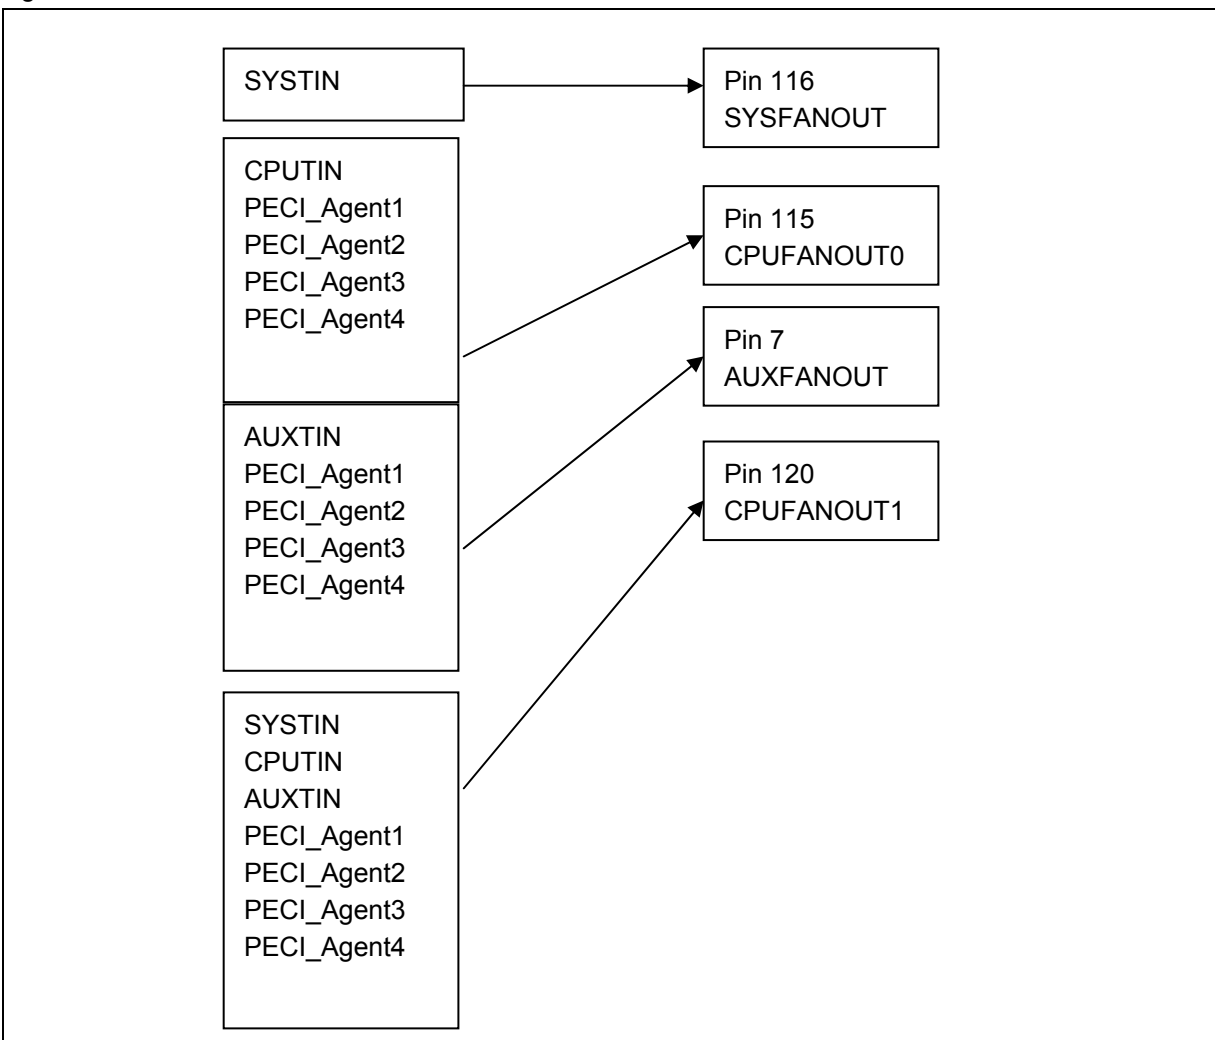 SYSTIN
Pin 116
SYSFANOUT
CPUTIN
PECI_Agent1
PECI_Agent2
PECI_Agent3
PECI_Agent4
Pin 115
CPUFANOUT0
Pin 7
AUXFANOUT
AUXTIN
PECI_Agent1
PECI_Agent2
PECI_Agent3
PECI_Agent4
Pin 120
CPUFANOUT1
SYSTIN
CPUTIN
AUXTIN
PECI_Agent1
PECI_Agent2
PECI_Agent3
PECI_Agent4